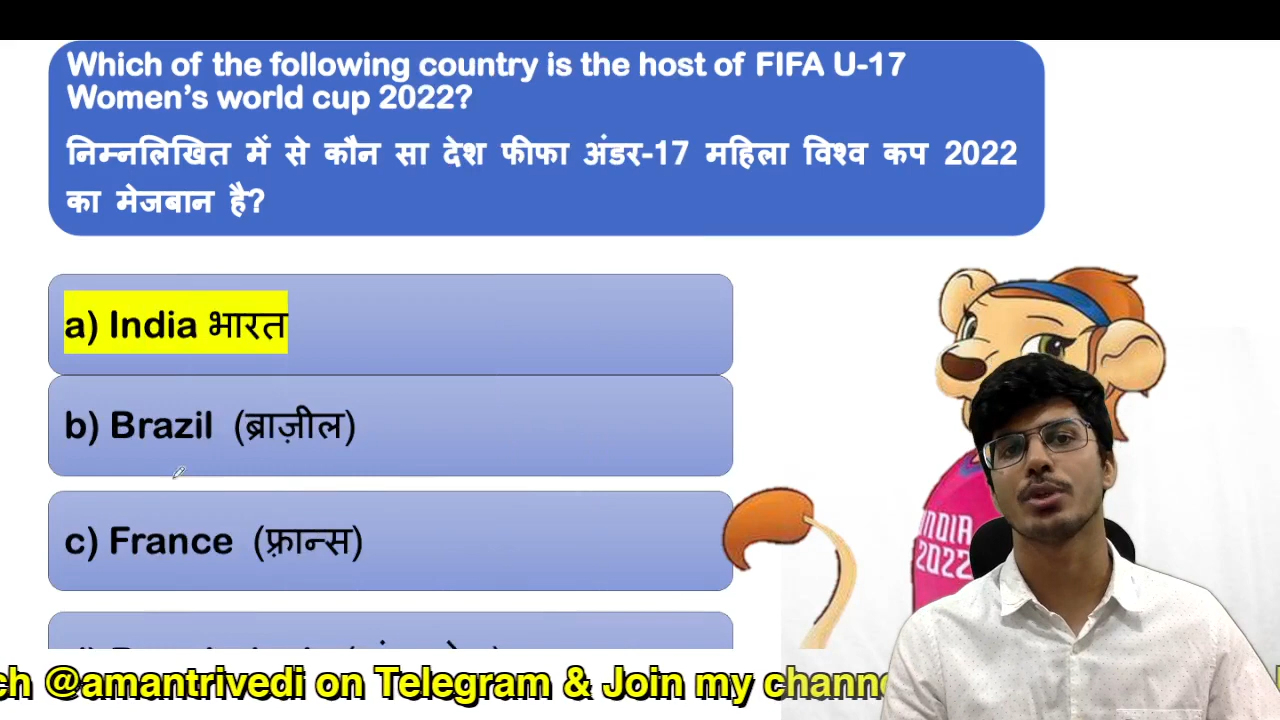 Which of the following country is the host of FIFA U-17
Women's world cup 2022?
निम्नलिखित में से कौन सा देश फीफा अंडर-17 महिला विश्व कप 2022
का मेजबान है?
a) India भारत
b) Brazil (ब्राज़ील)
c) France (फ़्रान्स)
INDIA
2022
@amantrivedi on Telegram & Join my